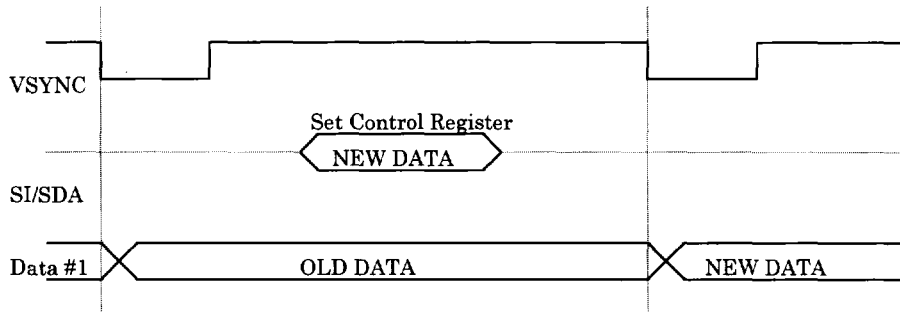 VSYNC
Set Control Register
NEW DATA
SI/SDA
Data #1
OLD DATA
NEW DATA